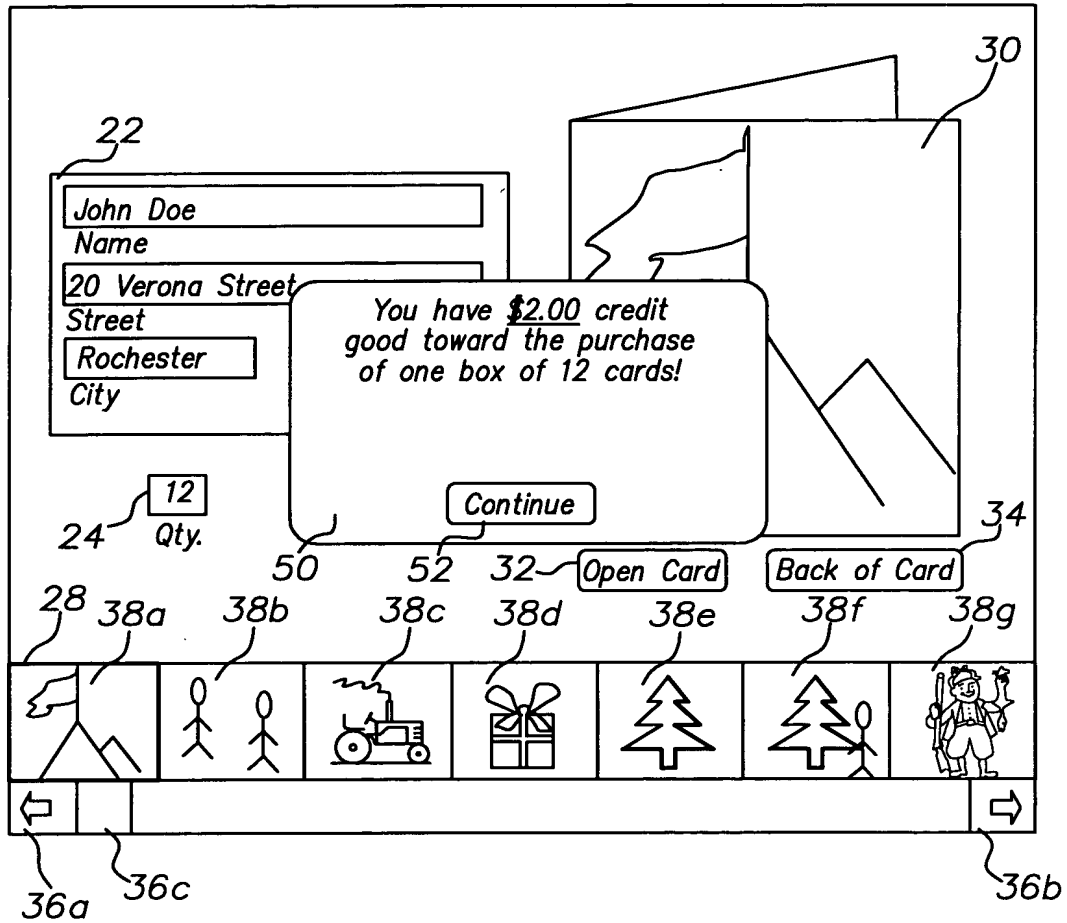 30
22
John Doe
Name
20 Verona Street
Street
Rochester
City
You have $2.00 credit
good toward the purchase
of one box of 12 cards!
Continue
12
Qty.
24
50
52
32
Open Card
Back of Card
34
28
38a
38b
38c
38d
38e
38f
38g
36a
36c
36b